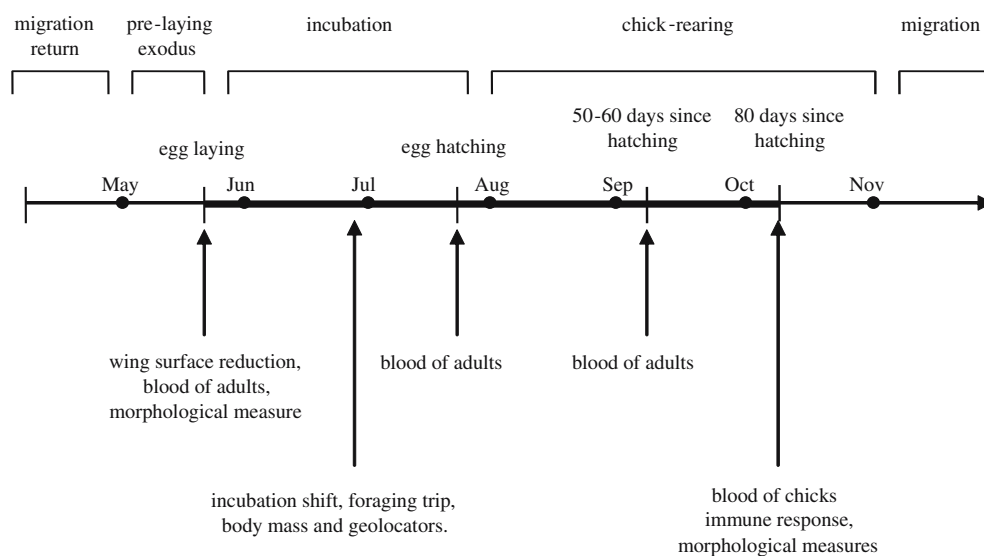 migration
return
pre-laying
exodus
incubation
chick-rearing
migration
50-60 days since
hatching
80 days since
hatching
egg laying
egg hatching
May
Jun
Jul
Aug
Sep
Oct
Nov
wing surface reduction,
blood of adults,
morphological measure
blood of adults
blood of adults
incubation shift, foraging trip,
body mass and geolocators.
blood of chicks
immune response,
morphological measures